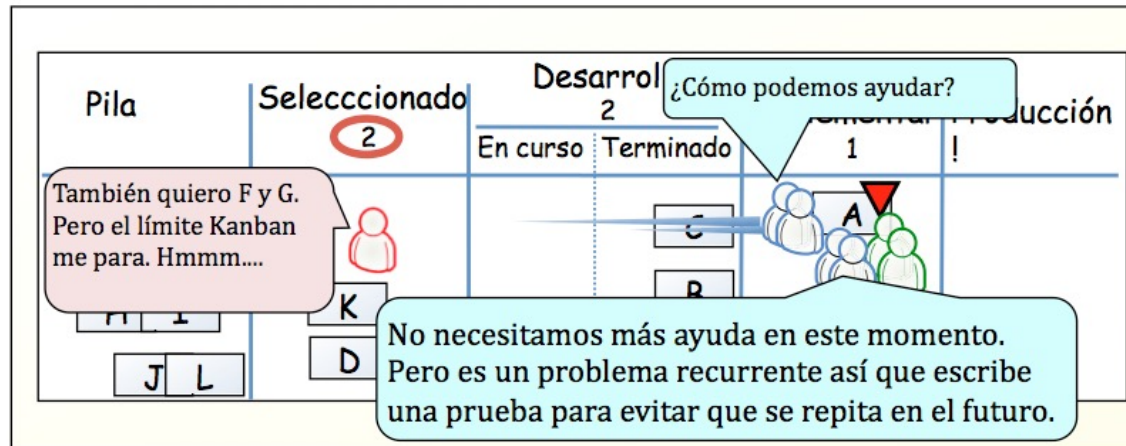 Pila
Selecccionado
2
Desarrol
2
En curso
Terminado
1
ducción
!
¿Cómo podemos ayudar?
También quiero F y G.
Pero el límite Kanban
me para. Hmmm....
A
C
B
K
D
H I
J L
No necesitamos más ayuda en este momento.
Pero es un problema recurrente así que escribe
una prueba para evitar que se repita en el futuro.